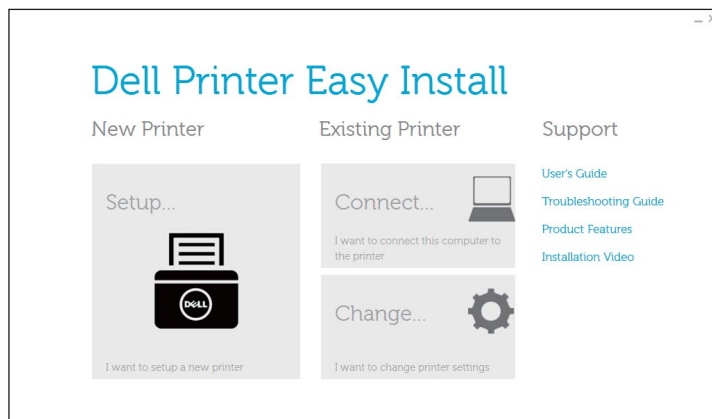 Dell Printer Easy Install
New Printer
Existing Printer
Support
Setup...
DELL
I want to setup a new printer
Connect...
I want to connect this computer to
the printer
Change...
I want to change printer settings
User's Guide
Troubleshooting Guide
Product Features
Installation Video